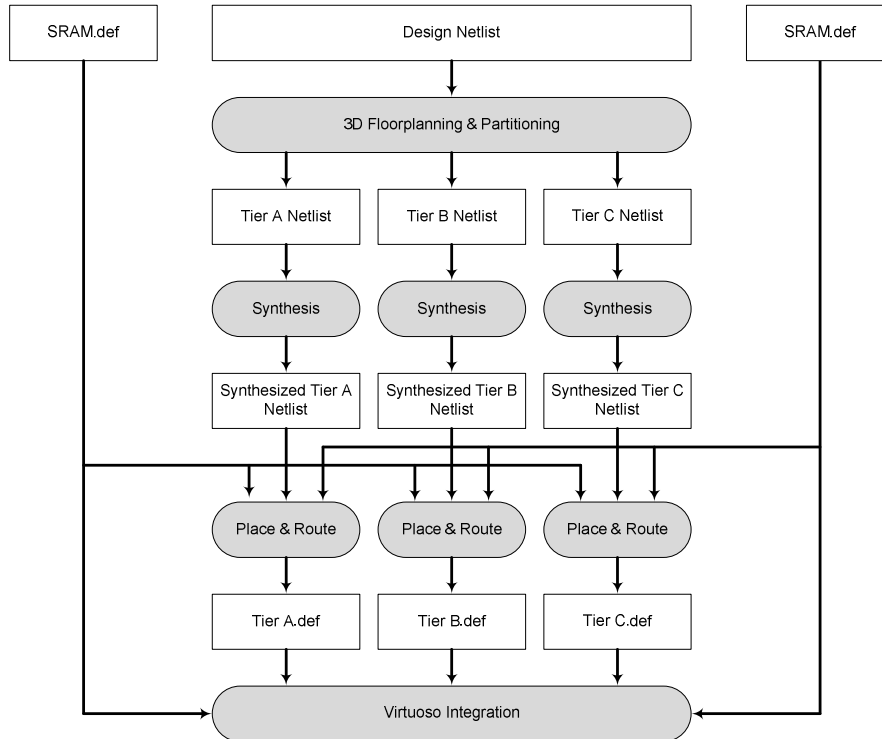 SRAM.def
Design Netlist
SRAM.def
3D Floorplanning & Partitioning
Tier A Netlist
Tier B Netlist
Tier C Netlist
Synthesis
Synthesis
Synthesis
Synthesized Tier A
Netlist
Synthesized Tier B
Netlist
Synthesized Tier C
Netlist
Place & Route
Place & Route
Place & Route
Tier A.def
Tier B.def
Tier C.def
Virtuoso Integration